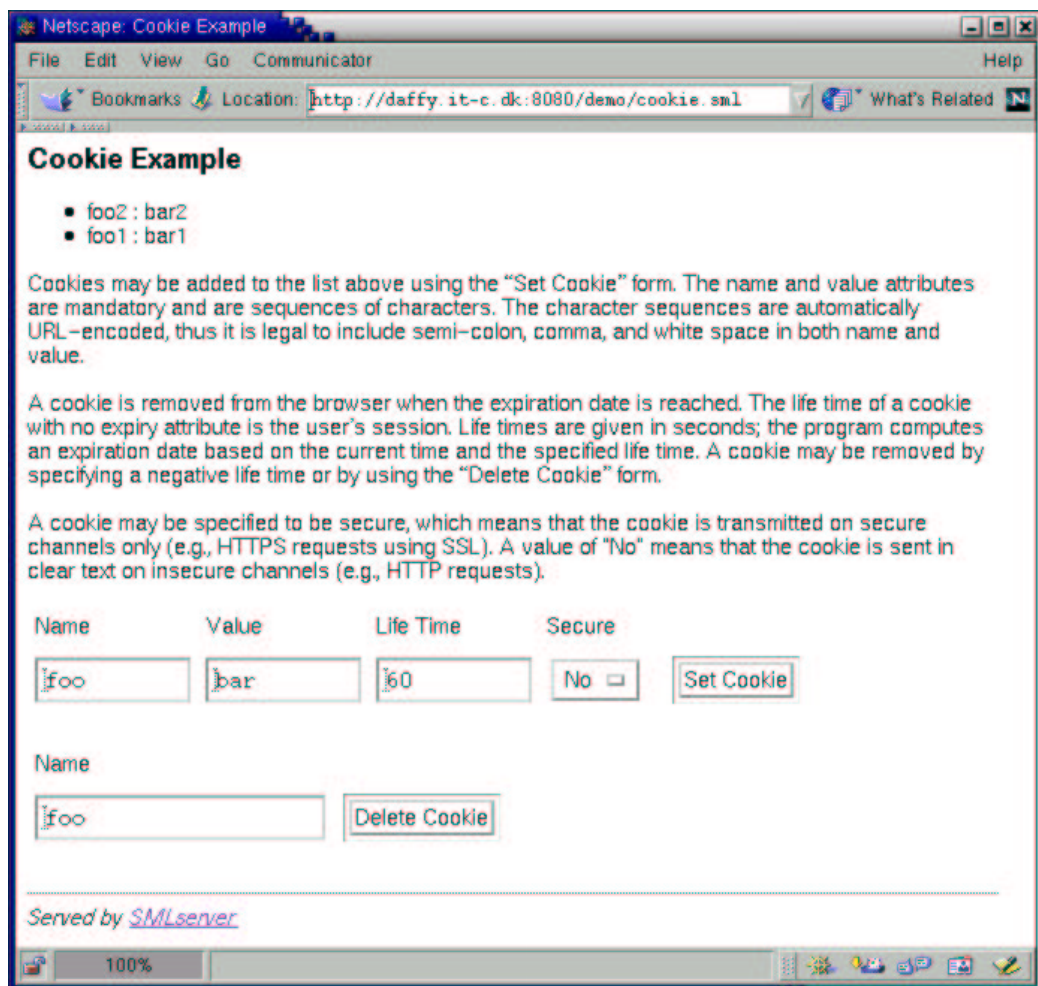 Netscape: Cookie Example
File Edit View Go Communicator Help
Bookmarks Location: http://daffy.it-c.dk:8080/demo/cookie.sml What's Related N
Cookie Example
• foo2 : bar2
• foo1 : bar1
Cookies may be added to the list above using the “Set Cookie” form. The name and value attributes
are mandatory and are sequences of characters. The character sequences are automatically
URL-encoded, thus it is legal to include semi-colon, comma, and white space in both name and
value.
A cookie is removed from the browser when the expiration date is reached. The life time of a cookie
with no expiry attribute is the user's session. Life times are given in seconds; the program computes
an expiration date based on the current time and the specified life time. A cookie may be removed by
specifying a negative life time or by using the “Delete Cookie” form.
A cookie may be specified to be secure, which means that the cookie is transmitted on secure
channels only (e.g., HTTPS requests using SSL). A value of "No" means that the cookie is sent in
clear text on insecure channels (e.g., HTTP requests).
Name Value Life Time Secure
foo bar 60 No Set Cookie
Name
foo Delete Cookie
Served by SMLserver
100%